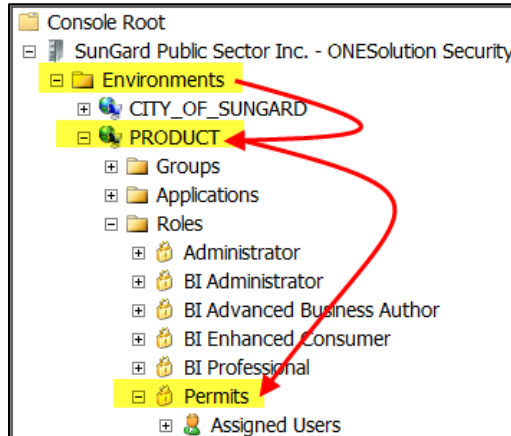 Console Root
SunGard Public Sector Inc. - ONESolution Security
Environments
CITY_OF_SUNGARD
PRODUCT
Groups
Applications
Roles
Administrator
BI Administrator
BI Advanced Business Author
BI Enhanced Consumer
BI Professional
Permits
Assigned Users